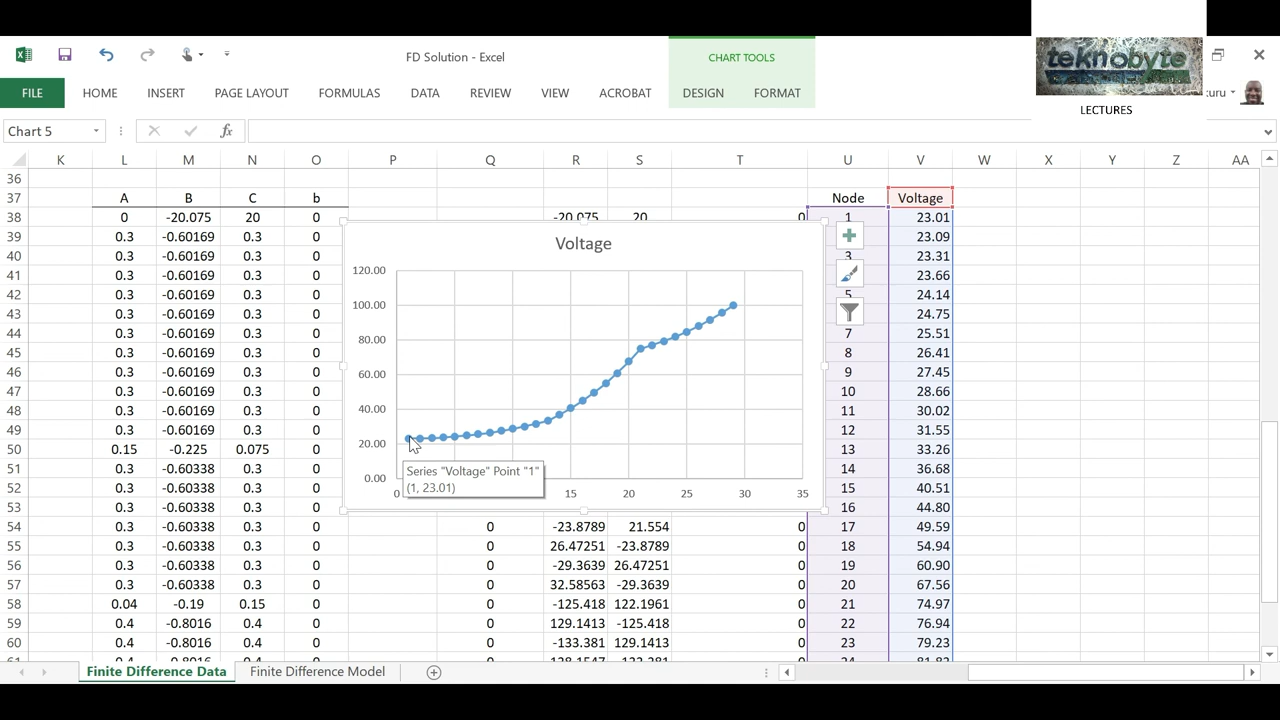 teknobyte
LECTURES
FD Solution - Excel
CHART TOOLS
FILE HOME INSERT PAGE LAYOUT FORMULAS DATA REVIEW VIEW ACROBAT DESIGN FORMAT
Chart 5
fx
K L M N O P Q R S T U V W X Y Z AA
36
37 A B C b Node Voltage
38 0 -20.075 20 0 -20.075 20 0 1 23.01
39 0.3 -0.60169 0.3 0 23.09
40 0.3 -0.60169 0.3 0 3 23.31
41 0.3 -0.60169 0.3 0 23.66
42 0.3 -0.60169 0.3 0 5 24.14
43 0.3 -0.60169 0.3 0 24.75
44 0.3 -0.60169 0.3 0 7 25.51
45 0.3 -0.60169 0.3 0 8 26.41
46 0.3 -0.60169 0.3 0 9 27.45
47 0.3 -0.60169 0.3 0 10 28.66
48 0.3 -0.60169 0.3 0 11 30.02
49 0.3 -0.60169 0.3 0 12 31.55
50 0.15 -0.225 0.075 0 13 33.26
51 0.3 -0.60338 0.3 0 14 36.68
52 0.3 -0.60338 0.3 0 15 40.51
53 0.3 -0.60338 0.3 0 16 44.80
54 0.3 -0.60338 0.3 0 0 -23.8789 21.554 0 17 49.59
55 0.3 -0.60338 0.3 0 0 26.47251 -23.8789 0 18 54.94
56 0.3 -0.60338 0.3 0 0 -29.3639 26.47251 0 19 60.90
57 0.3 -0.60338 0.3 0 0 32.58563 -29.3639 0 20 67.56
58 0.04 -0.19 0.15 0 0 -125.418 122.1961 0 21 74.97
59 0.4 -0.8016 0.4 0 0 129.1413 -125.418 0 22 76.94
60 0.4 -0.8016 0.4 0 0 -133.381 129.1413 0 23 79.23
Voltage
120.00
100.00
80.00
60.00
40.00
20.00
0.00
0 15 20 25 30 35
Series "Voltage" Point "1"
(1, 23.01)
Finite Difference Data Finite Difference Model